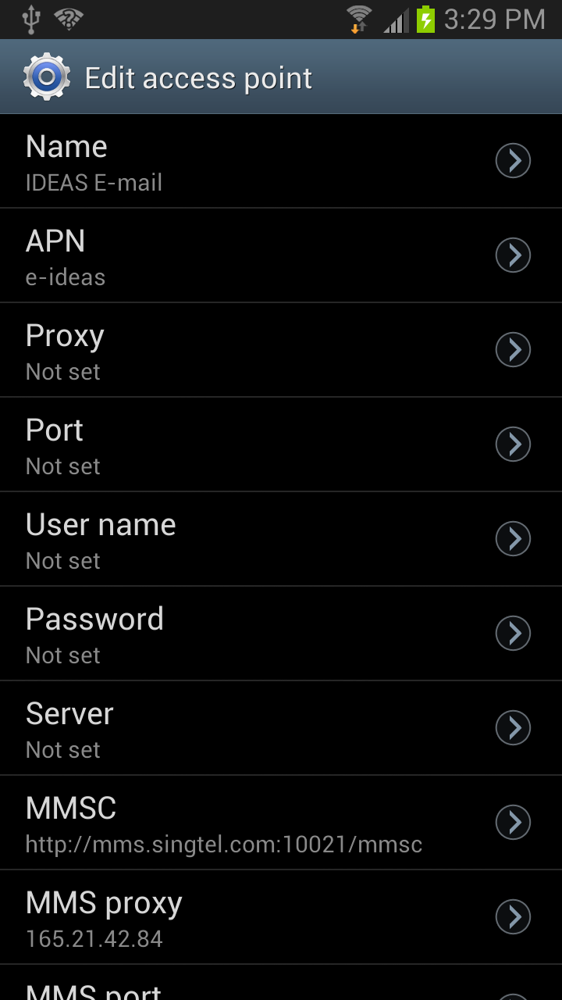 3:29 PM
Edit access point
Name
IDEAS E-mail
APN
e-ideas
Proxy
Not set
Port
Not set
User name
Not set
Password
Not set
Server
Not set
MMSC
http://mms.singtel.com:10021/mmsc
MMS proxy
165.21.42.84
MMS port